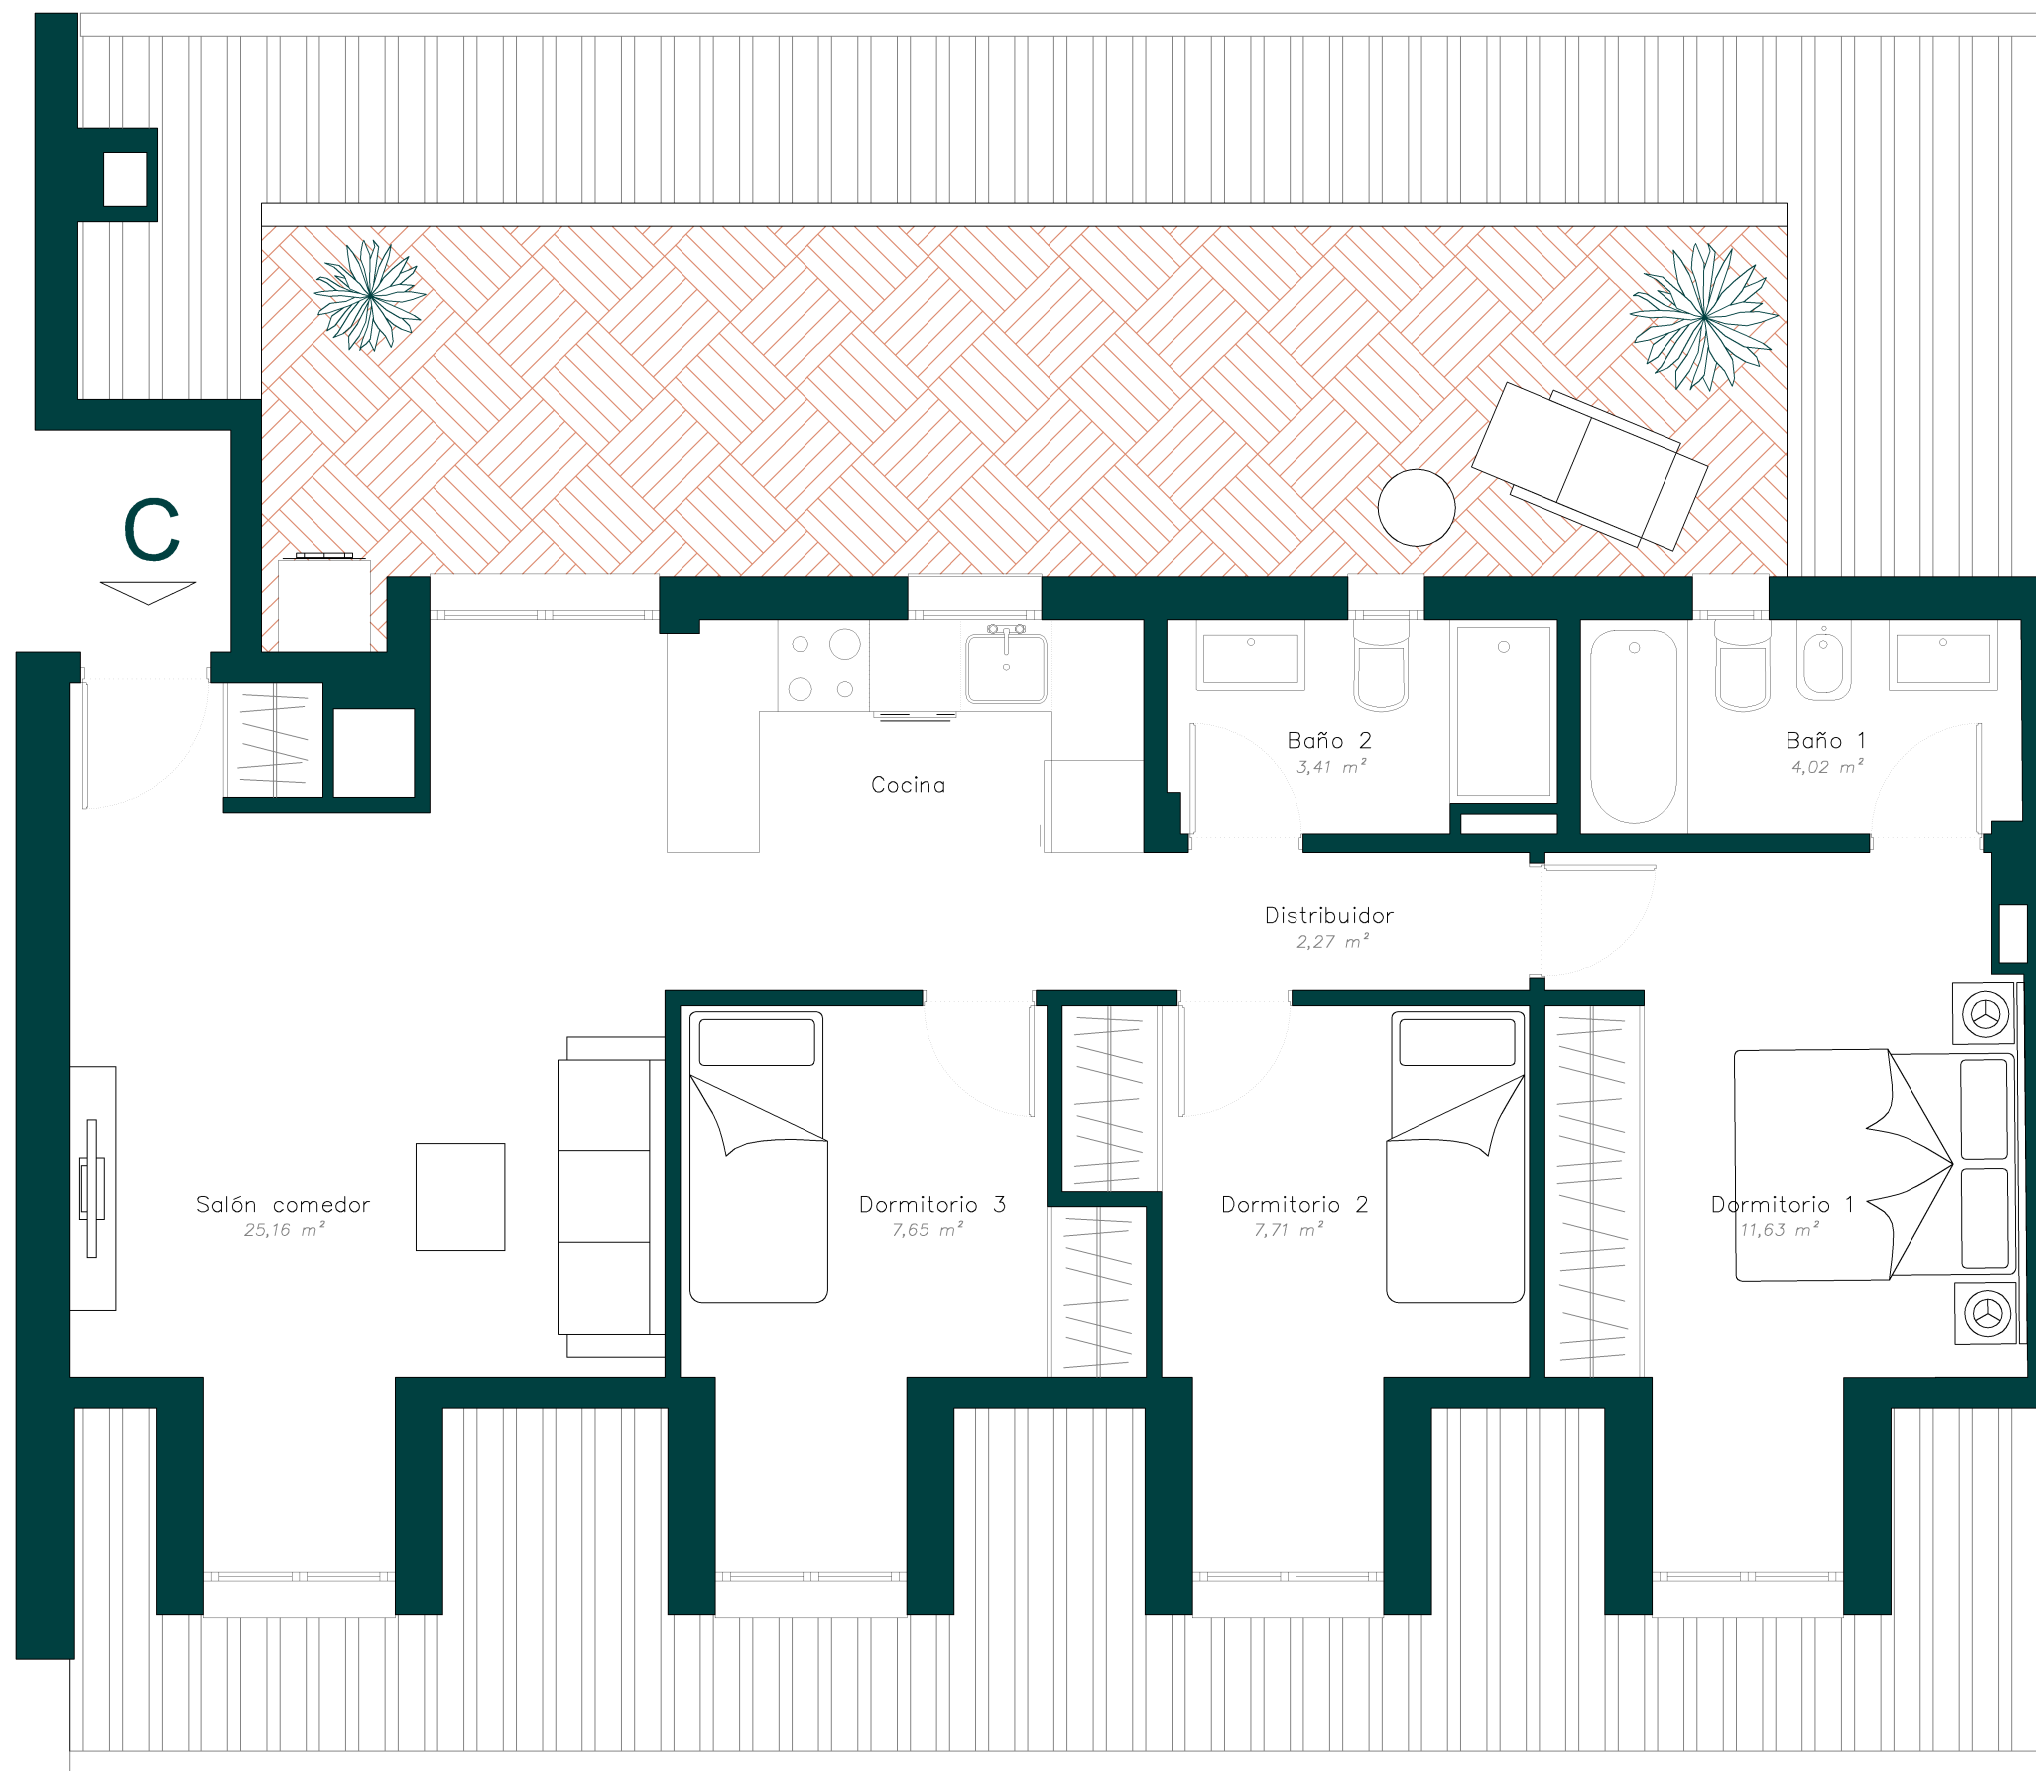 C
Baño 2
3,41 m²
Baño 1
4,02 m²
Cocina
Distribuidor
2,27 m²
Salón comedor
25,16 m²
Dormitorio 3
7,65 m²
Dormitorio 2
7,71 m²
Dormitorio 1
11,63 m²